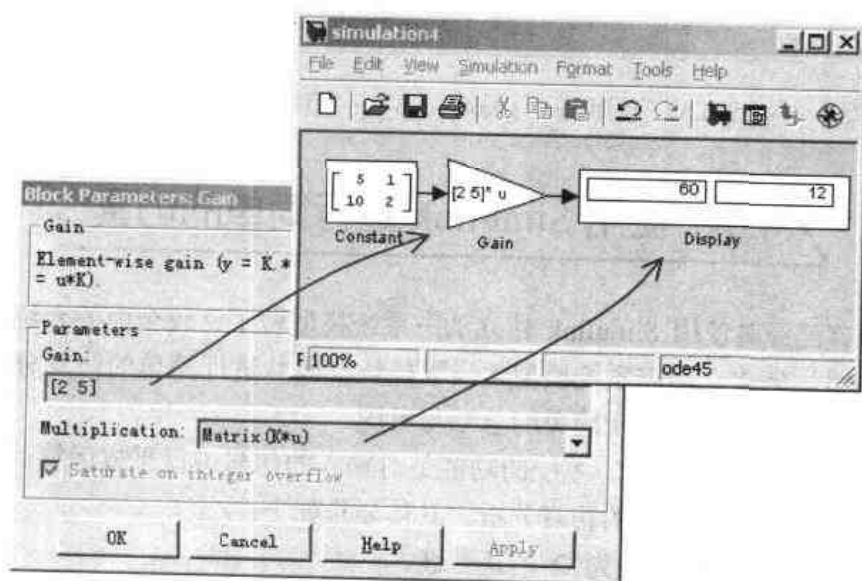 simulation4
File Edit View Simulation Format Tools Help
5 1
10 2
Constant
[2 5]* u
Gain
60
12
Display
F 100%
ode45
Block Parameters: Gain
Gain
Element-wise gain (y = K.*
= u*K).
Parameters
Gain:
[2 5]
Multiplication: Matrix(K*u)
Saturate on integer overflow
OK Cancel Help Apply